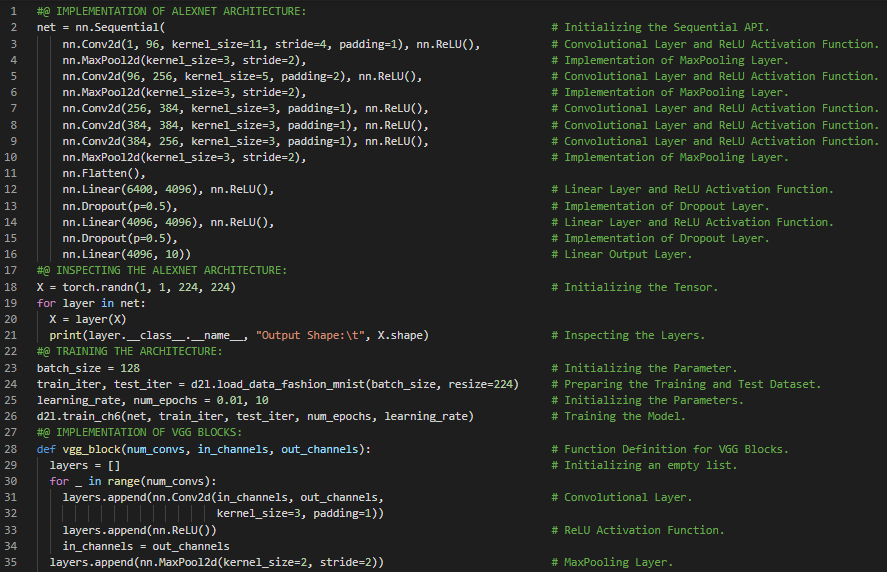 1 #@ IMPLEMENTATION OF ALEXNET ARCHITECTURE:
2 net = nn.Sequential( # Initializing the Sequential API.
3 nn.Conv2d(1, 96, kernel_size=11, stride=4, padding=1), nn.ReLU(), # Convolutional Layer and ReLU Activation Function.
4 nn.MaxPool2d(kernel_size=3, stride=2), # Implementation of MaxPooling Layer.
5 nn.Conv2d(96, 256, kernel_size=5, padding=2), nn.ReLU(), # Convolutional Layer and ReLU Activation Function.
6 nn.MaxPool2d(kernel_size=3, stride=2), # Implementation of MaxPooling Layer.
7 nn.Conv2d(256, 384, kernel_size=3, padding=1), nn.ReLU(), # Convolutional Layer and ReLU Activation Function.
8 nn.Conv2d(384, 384, kernel_size=3, padding=1), nn.ReLU(), # Convolutional Layer and ReLU Activation Function.
9 nn.Conv2d(384, 256, kernel_size=3, padding=1), nn.ReLU(), # Convolutional Layer and ReLU Activation Function.
10 nn.MaxPool2d(kernel_size=3, stride=2), # Implementation of MaxPooling Layer.
11 nn.Flatten(),
12 nn.Linear(6400, 4096), nn.ReLU(), # Linear Layer and ReLU Activation Function.
13 nn.Dropout(p=0.5), # Implementation of Dropout Layer.
14 nn.Linear(4096, 4096), nn.ReLU(), # Linear Layer and ReLU Activation Function.
15 nn.Dropout(p=0.5), # Implementation of Dropout Layer.
16 nn.Linear(4096, 10)) # Linear Output Layer.
17 #@ INSPECTING THE ALEXNET ARCHITECTURE:
18 X = torch.randn(1, 1, 224, 224) # Initializing the Tensor.
19 for layer in net:
20 X = layer(X)
21 print(layer.__class__.__name__, "Output Shape:\t", X.shape) # Inspecting the Layers.
22 #@ TRAINING THE ARCHITECTURE:
23 batch_size = 128 # Initializing the Parameter.
24 train_iter, test_iter = d2l.load_data_fashion_mnist(batch_size, resize=224) # Preparing the Training and Test Dataset.
25 learning_rate, num_epochs = 0.01, 10 # Initializing the Parameters.
26 d2l.train_ch6(net, train_iter, test_iter, num_epochs, learning_rate) # Training the Model.
27 #@ IMPLEMENTATION OF VGG BLOCKS:
28 def vgg_block(num_convs, in_channels, out_channels): # Function Definition for VGG Blocks.
29 layers = [] # Initializing an empty list.
30 for _ in range(num_convs):
31 layers.append(nn.Conv2d(in_channels, out_channels, # Convolutional Layer.
32 kernel_size=3, padding=1))
33 layers.append(nn.ReLU()) # ReLU Activation Function.
34 in_channels = out_channels
35 layers.append(nn.MaxPool2d(kernel_size=2, stride=2)) # MaxPooling Layer.